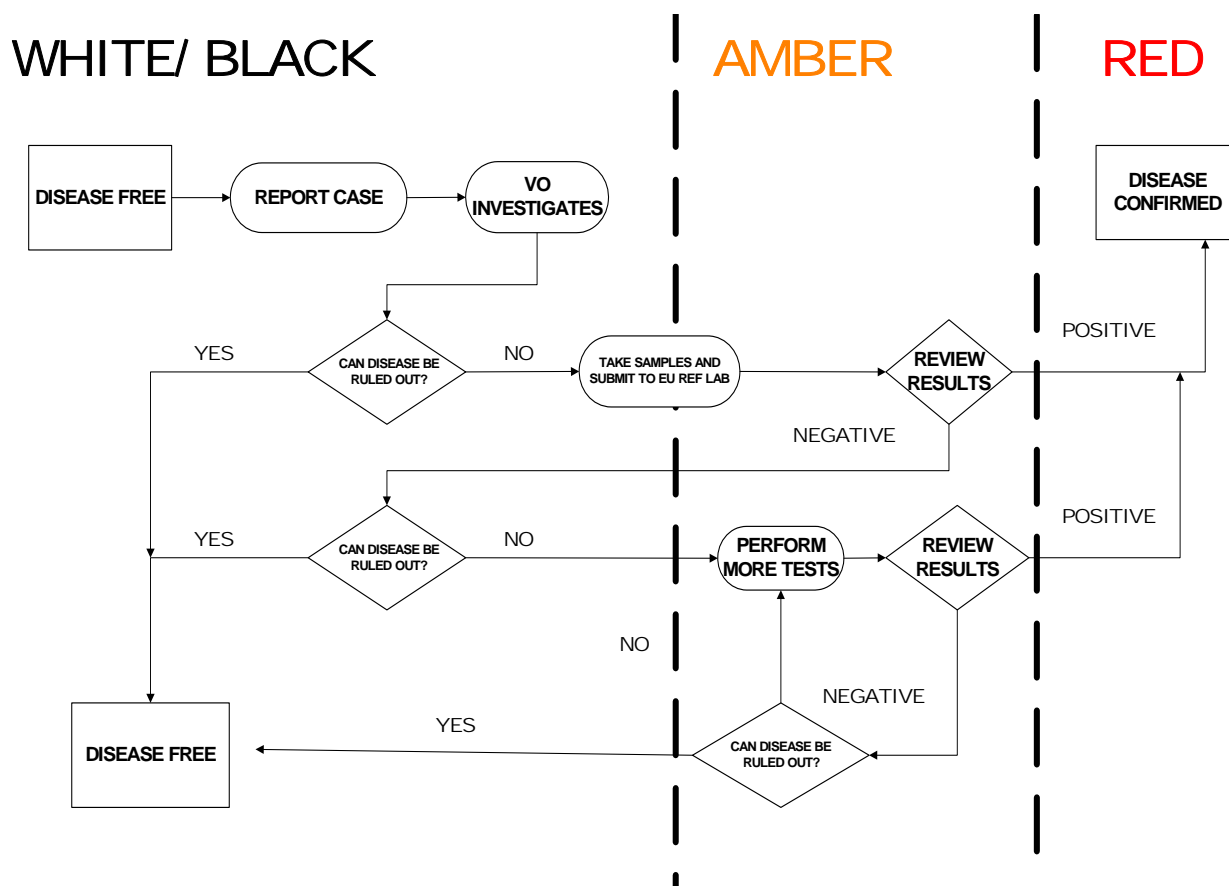 WHITE/ BLACK
AMBER
RED
DISEASE FREE
REPORT CASE
VO
INVESTIGATES
DISEASE
CONFIRMED
YES
CAN DISEASE BE
RULED OUT?
NO
TAKE SAMPLES AND
SUBMIT TO EU REF LAB
REVIEW
RESULTS
POSITIVE
NEGATIVE
YES
CAN DISEASE BE
RULED OUT?
NO
PERFORM
MORE TESTS
REVIEW
RESULTS
POSITIVE
NO
NEGATIVE
YES
DISEASE FREE
CAN DISEASE BE
RULED OUT?